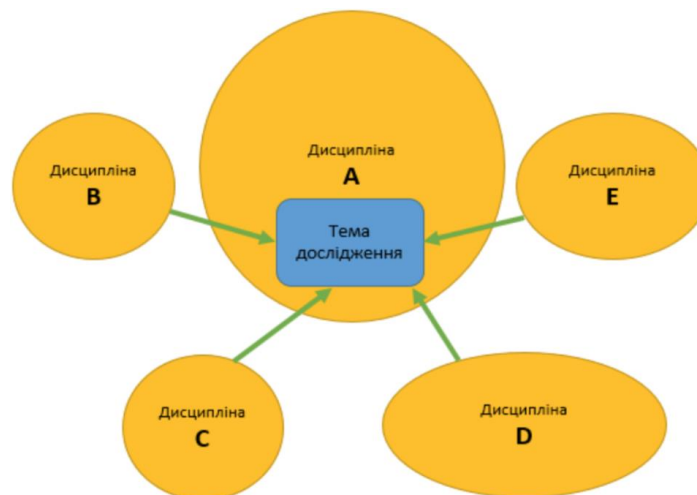 Дисципліна
A
Дисципліна
B
Дисципліна
E
Тема
дослідження
Дисципліна
C
Дисципліна
D